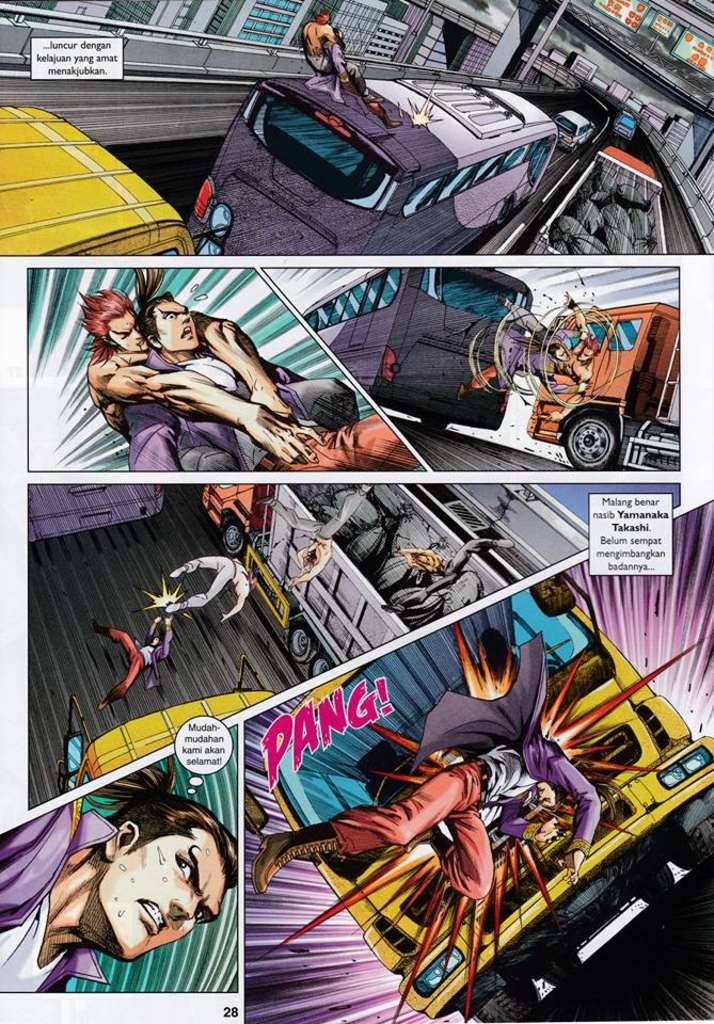 ...luncur dengan
kelajuan yang amat
menakjubkan.
Malang benar
nasib Yamanaka
Takashi.
Belum sempat
mengimbangkan
badannya...
PANG!
Mudah-
mudahan
kami akan
selamat!
28